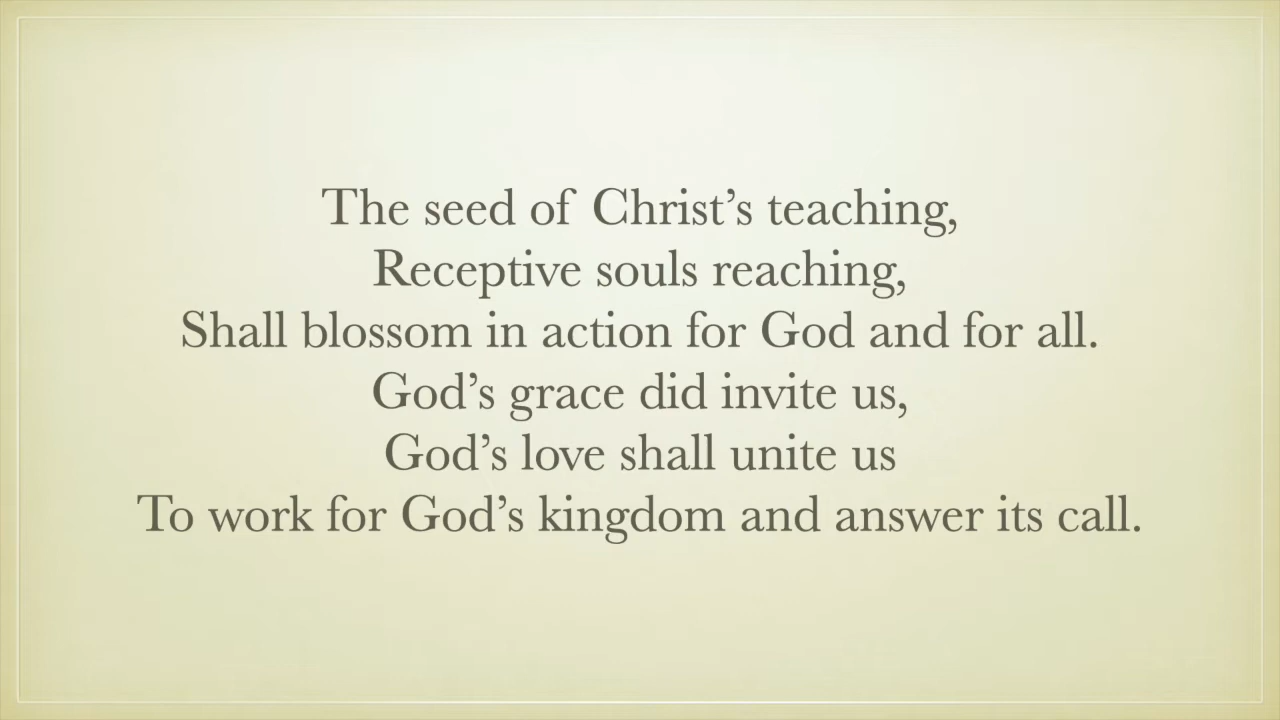 The seed of Christ’s teaching,
Receptive souls reaching,
Shall blossom in action for God and for all.
God’s grace did invite us,
God’s love shall unite us
To work for God’s kingdom and answer its call.